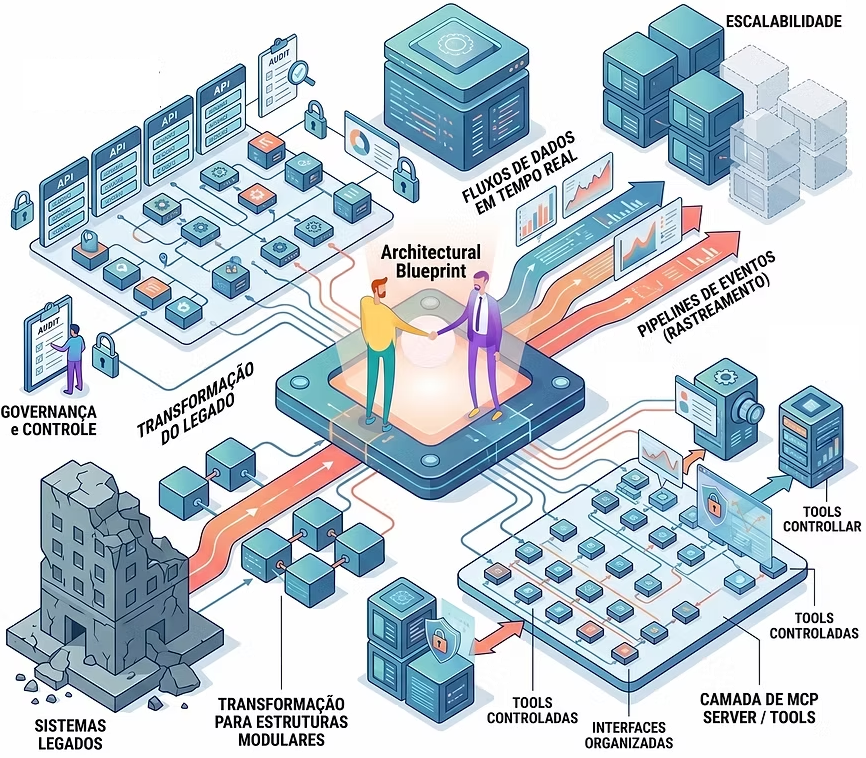 ESCALABILIDADE
AUDIT
API
API
API
API
FLUXOS DE DADOS
EM TEMPO REAL
Architectural
Blueprint
PIPELINES DE EVENTOS
(RASTREAMENTO)
AUDIT
GOVERNANÇA
e CONTROLE
TRANSFORMAÇÃO
DO LEGADO
TOOLS
CONTROLLAR
TOOLS
CONTROLADAS
SISTEMAS
LEGADOS
TRANSFORMAÇÃO
PARA ESTRUTURAS
MODULARES
TOOLS
CONTROLADAS
INTERFACES
ORGANIZADAS
CAMADA DE MCP
SERVER / TOOLS